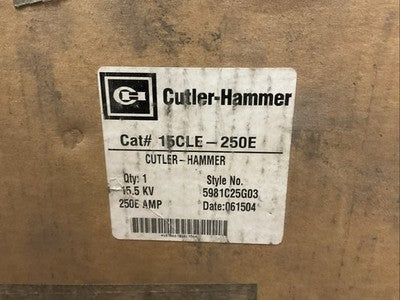 CH Cutler-Hammer
Cat# 15CLE-250E
CUTLER-HAMMER
Qty: 1 Style No.
15.5 KV 5981C25G03
250E AMP Date: 061504